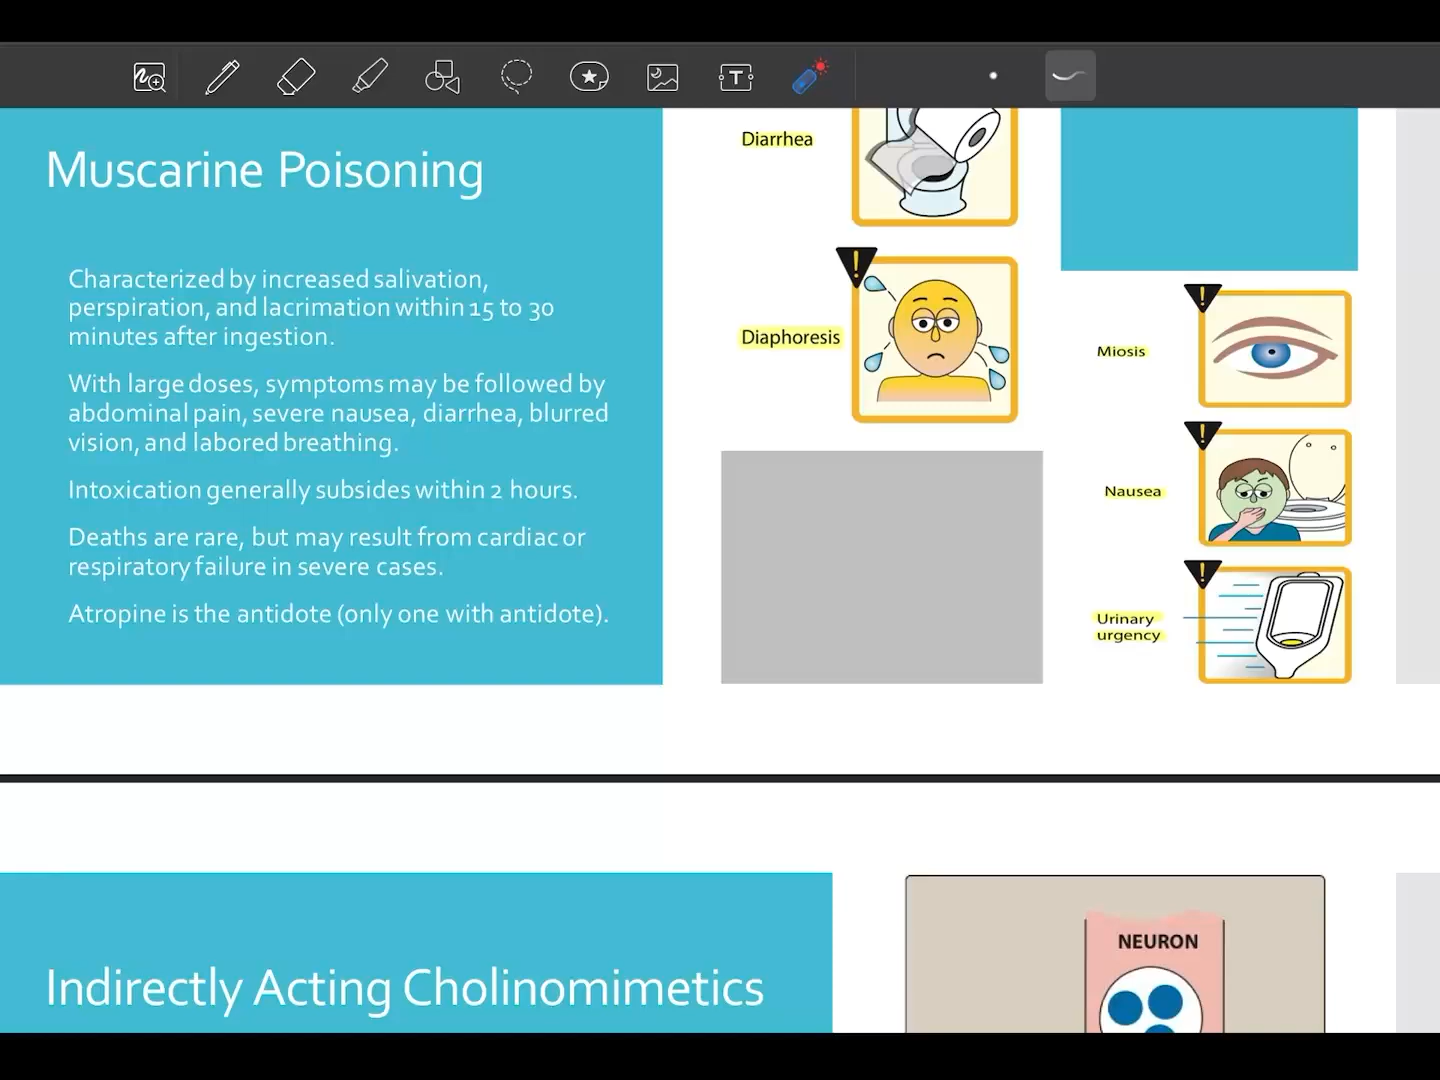 Muscarine Poisoning
Characterized by increased salivation,
perspiration, and lacrimation within 15 to 30
minutes after ingestion.
With large doses, symptoms may be followed by
abdominal pain, severe nausea, diarrhea, blurred
vision, and labored breathing.
Intoxication generally subsides within 2 hours.
Deaths are rare, but may result from cardiac or
respiratory failure in severe cases.
Atropine is the antidote (only one with antidote).
Diarrhea
Diaphoresis
Miosis
Nausea
Urinary
urgency
Indirectly Acting Cholinomimetics
NEURON